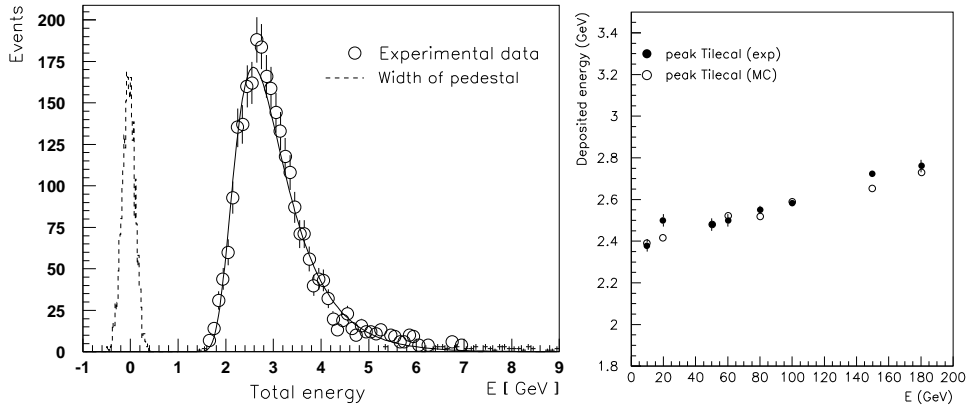 Events
200
175
150
125
100
75
50
25
0
Experimental data
Width of pedestal
-1 0 1 2 3 4 5 6 7 8 9
Total energy E [ GeV ]
Deposited energy (GeV)
3.4
3.2
3
2.8
2.6
2.4
2.2
2
1.8
peak Tilecal (exp)
peak Tilecal (MC)
0 20 40 60 80 100 120 140 160 180 200
E (GeV)